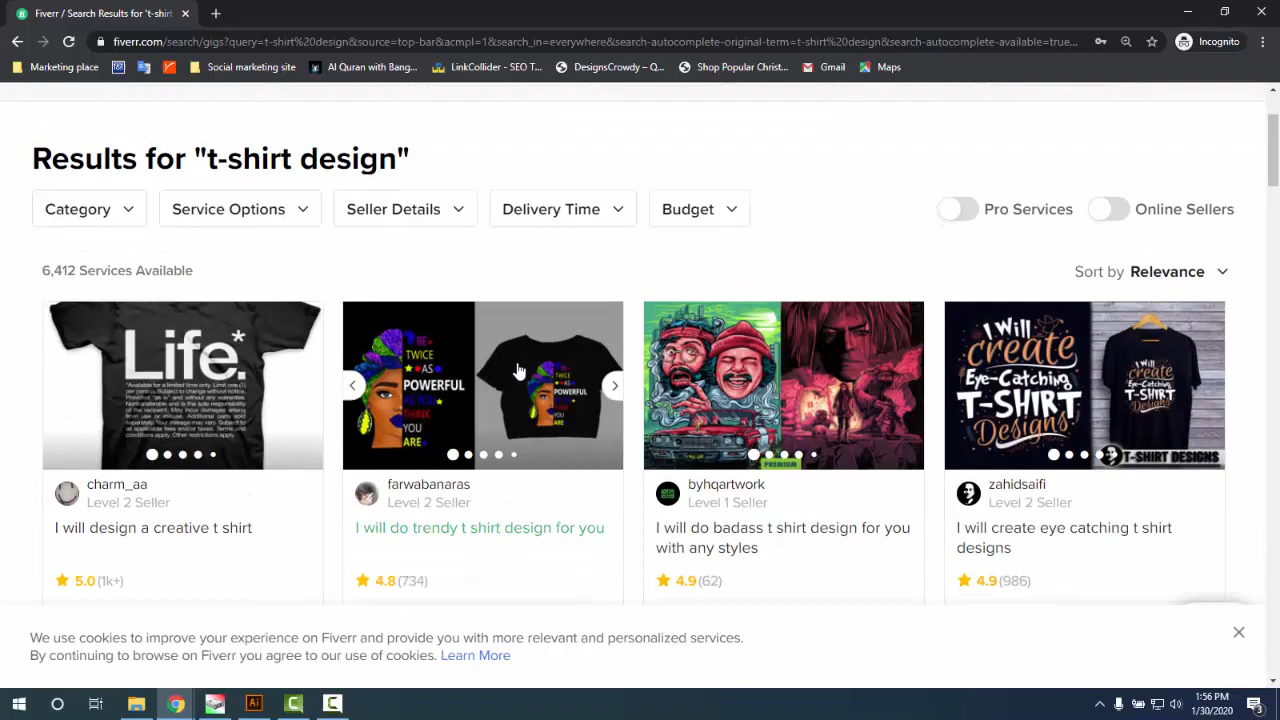 Fiverr / Search Results for 't-shirt
fiverr.com/search/gigs?query=t-shirt%20design&source=top-bar&acmpl=1&search_in=everywhere&search-autocomplete-original-term=t-shirt%20design&search-autocomplete-available=true...
Incognito
Marketing place
Social marketing site
Al Quran with Bang...
LinkCollider - SEO T...
DesignsCrowdy – Q...
Shop Popular Christ...
Gmail
Maps
Results for "t-shirt design"
Category
Service Options
Seller Details
Delivery Time
Budget
Pro Services
Online Sellers
6,412 Services Available
Sort by Relevance
Life.*
TWICE
AS
POWERFUL
THINK
YOU
ARE
PREMIUM
I WILL
create
EYE-CATCHING
T-SHIRT
Designs
I WILL
create
EYE-CATCHING
T-SHIRT
Designs
T-SHIRT DESIGNS
charm_aa
Level 2 Seller
I will design a creative t shirt
5.0 (1k+)
farwabanaras
Level 2 Seller
I will do trendy t shirt design for you
4.8 (734)
byhqartwork
Level 1 Seller
I will do badass t shirt design for you
with any styles
4.9 (62)
zahidsaifi
Level 2 Seller
I will create eye catching t shirt
designs
4.9 (986)
We use cookies to improve your experience on Fiverr and provide you with more relevant and personalized services.
By continuing to browse on Fiverr you agree to our use of cookies. Learn More
Ai
1:56 PM
1/30/2020